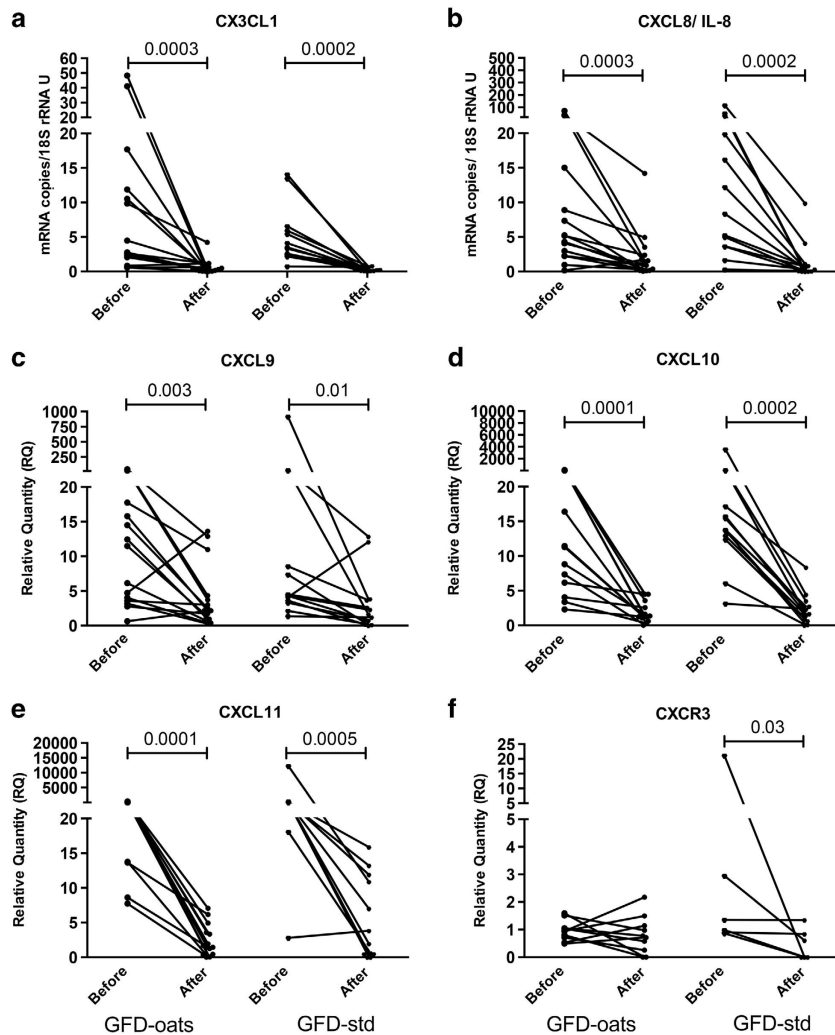 a
CX3CL1
0.0003
0.0002
mRNA copies/18S rRNA U
60
50
40
30
20
20
15
10
5
0
Before
After
Before
After
b
CXCL8/ IL-8
0.0003
0.0002
mRNA copies/ 18S rRNA U
500
400
300
200
100
20
15
10
5
0
Before
After
Before
After
c
CXCL9
0.003
0.01
Relative Quantity (RQ)
1000
750
500
250
20
15
10
5
0
Before
After
Before
After
d
CXCL10
0.0001
0.0002
Relative Quantity (RQ)
10000
8000
6000
4000
2000
20
15
10
5
0
Before
After
Before
After
e
CXCL11
0.0001
0.0005
Relative Quantity (RQ)
20000
15000
10000
5000
20
15
10
5
0
Before
After
Before
After
GFD-oats
GFD-std
f
CXCR3
0.03
Relative Quantity (RQ)
25
20
15
10
5
5
4
3
2
1
0
Before
After
Before
After
GFD-oats
GFD-std